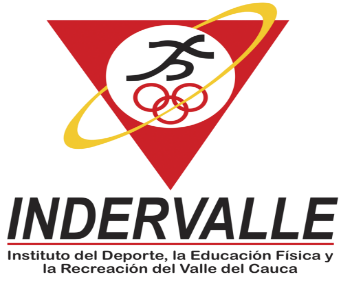 INDERVALLE
Instituto del Deporte, la Educación Física y
la Recreación del Valle del Cauca